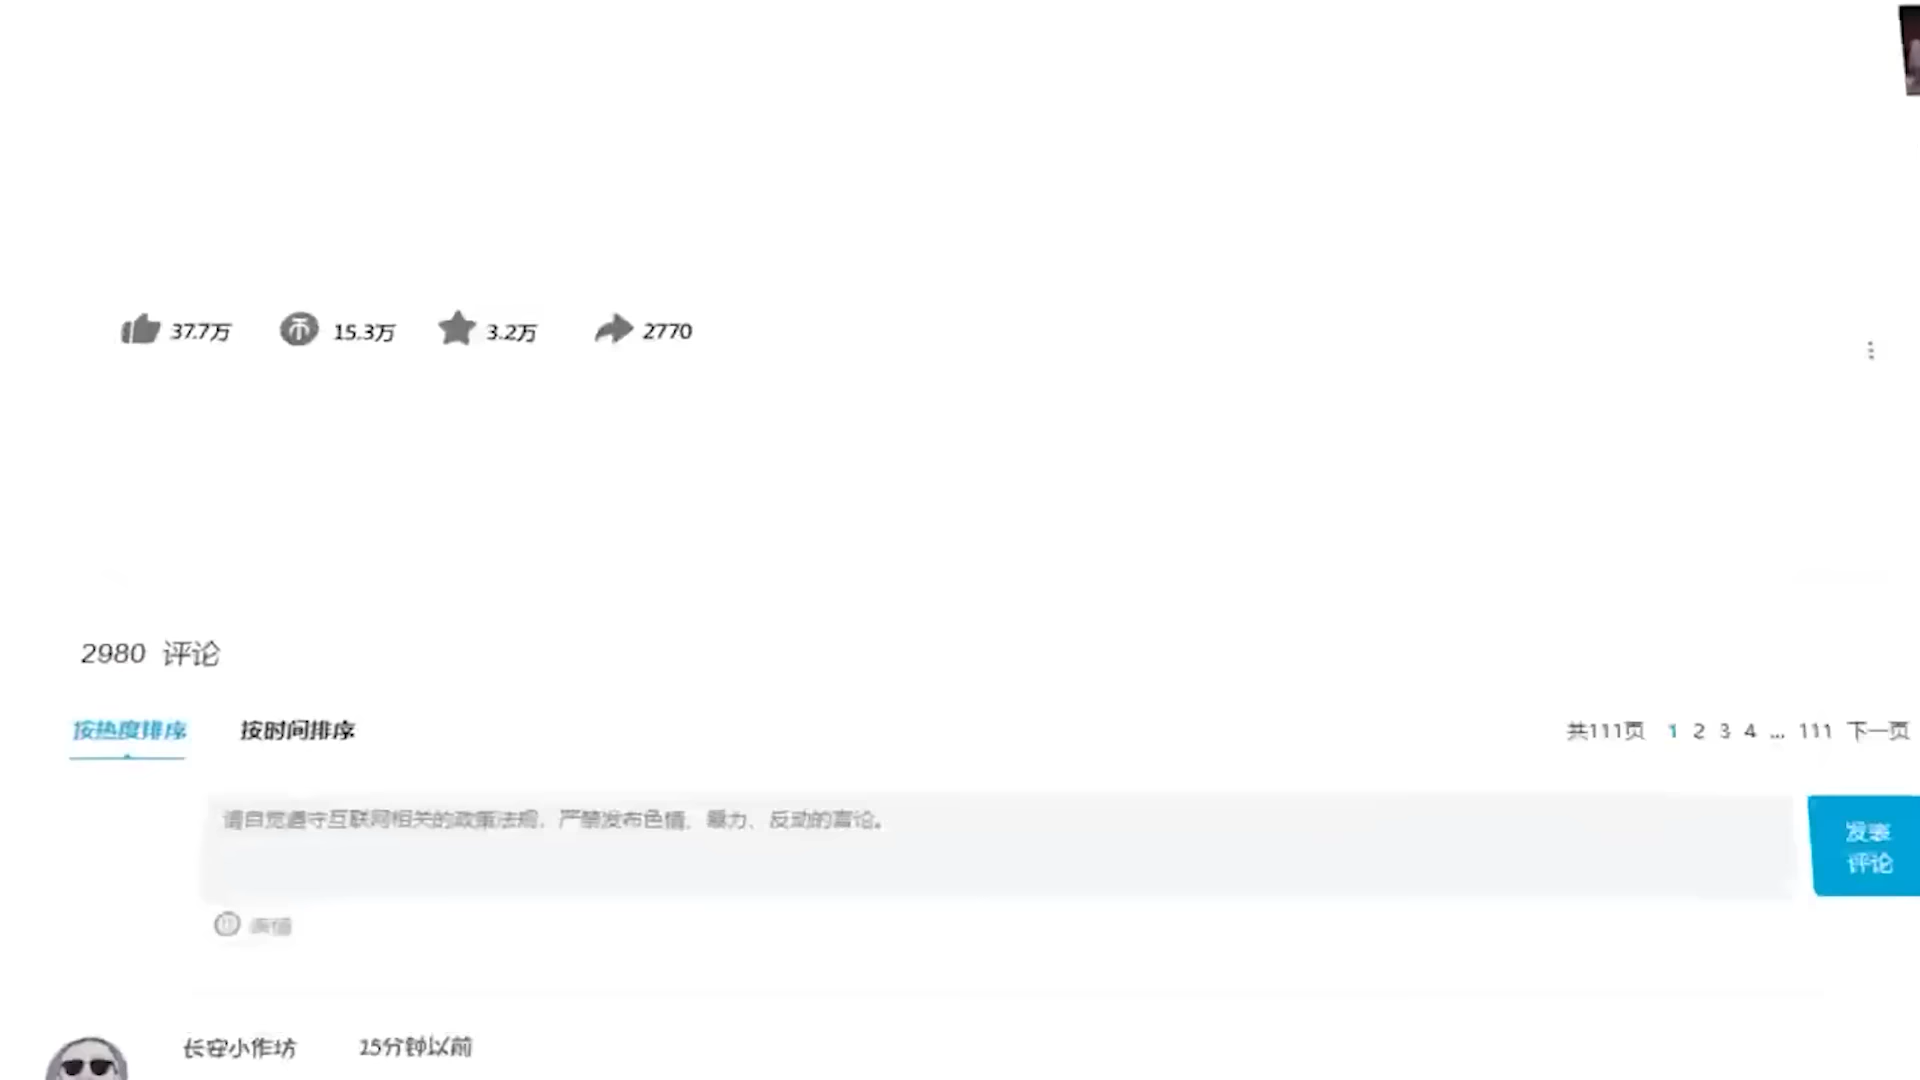 37.7万 15.3万 3.2万 2770
2980 评论
按热度排序 按时间排序 共111页 1 2 3 4 ... 111 下一页
请自觉遵守互联网相关的政策法规，严禁发布色情、暴力、反动的言论。
发表
评论
表情
长安小作坊 15分钟以前